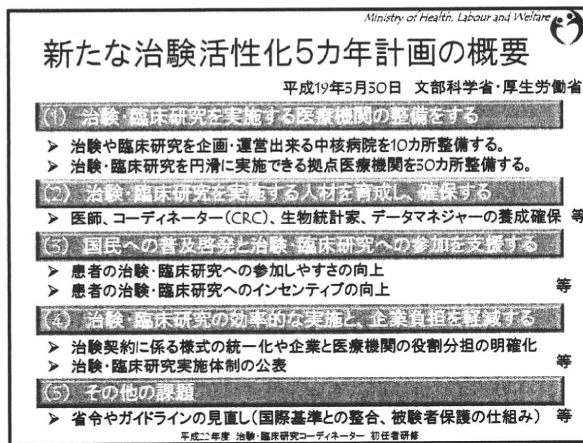 Ministry of Health, Labour and Welfare
新たな治験活性化5カ年計画の概要
平成19年3月30日 文部科学省・厚生労働省
(1) 治験・臨床研究を実施する医療機関の整備をする
➢ 治験や臨床研究を企画・運営出来る中核病院を10カ所整備する。
➢ 治験・臨床研究を円滑に実施できる拠点医療機関を30カ所整備する。
(2) 治験・臨床研究を実施する人材を育成し、確保する
➢ 医師、コーディネーター(CRC)、生物統計家、データマネジャーの養成確保 等
(3) 国民への普及啓発と治験・臨床研究への参加を支援する
➢ 患者の治験・臨床研究への参加しやすさの向上
➢ 患者の治験・臨床研究へのインセンティブの向上 等
(4) 治験・臨床研究の効率的な実施と、企業負担を軽減する
➢ 治験契約に係る様式の統一化や企業と医療機関の役割分担の明確化
➢ 治験・臨床研究実施体制の公表 等
(5) その他の課題
➢ 省令やガイドラインの見直し(国際基準との整合、被験者保護の仕組み) 等
平成22年度 治験・臨床研究コーディネーター 初任者研修